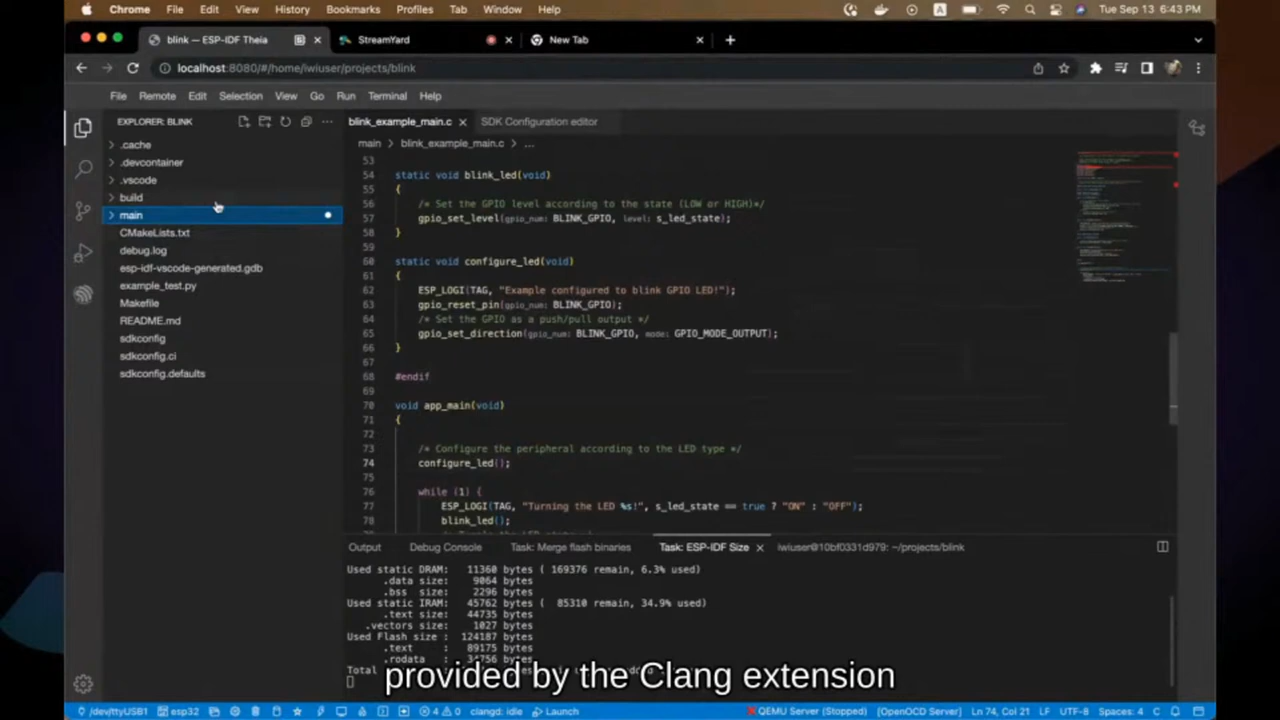 Chrome File Edit View History Bookmarks Profiles Tab Window Help A Tue Sep 13 6:43 PM
blink — ESP-IDF Theia StreamYard New Tab
localhost:8080/#/home/iwiuser/projects/blink
File Remote Edit Selection View Go Run Terminal Help
EXPLORER: BLINK
.cache
.devcontainer
.vscode
build
main
CMakeLists.txt
debug.log
esp-idf-vscode-generated.gdb
example_test.py
Makefile
README.md
sdkconfig
sdkconfig.ci
sdkconfig.defaults
blink_example_main.c SDK Configuration editor
main > blink_example_main.c > ...
53
54 static void blink_led(void)
55 {
56 /* Set the GPIO level according to the state (LOW or HIGH)*/
57 gpio_set_level(gpio_num: BLINK_GPIO, level: s_led_state);
58 }
59
60 static void configure_led(void)
61 {
62 ESP_LOGI(TAG, "Example configured to blink GPIO LED!");
63 gpio_reset_pin(gpio_num: BLINK_GPIO);
64 /* Set the GPIO as a push/pull output */
65 gpio_set_direction(gpio_num: BLINK_GPIO, mode: GPIO_MODE_OUTPUT);
66 }
67
68 #endif
69
70 void app_main(void)
71 {
72
73 /* Configure the peripheral according to the LED type */
74 configure_led();
75
76 while (1) {
77 ESP_LOGI(TAG, "Turning the LED %s!", s_led_state == true ? "ON" : "OFF");
78 blink_led();
Output Debug Console Task: Merge flash binaries Task: ESP-IDF Size iwiuser@10bf0331d979: ~/projects/blink
Used static DRAM: 11360 bytes ( 169376 remain, 6.3% used)
.data size: 9064 bytes
.bss size: 2296 bytes
Used static IRAM: 45762 bytes ( 85310 remain, 34.9% used)
.text size: 44735 bytes
.vectors size: 1027 bytes
Used Flash size : 124187 bytes
.text : 89175 bytes
.rodata : 34756 bytes
Total
provided by the Clang extension
/dev/ttyUSB1 esp32 4 0 clangd: idle Launch QEMU Server (Stopped) [OpenOCD Server] Ln 74, Col 21 LF UTF-8 Spaces: 4 C